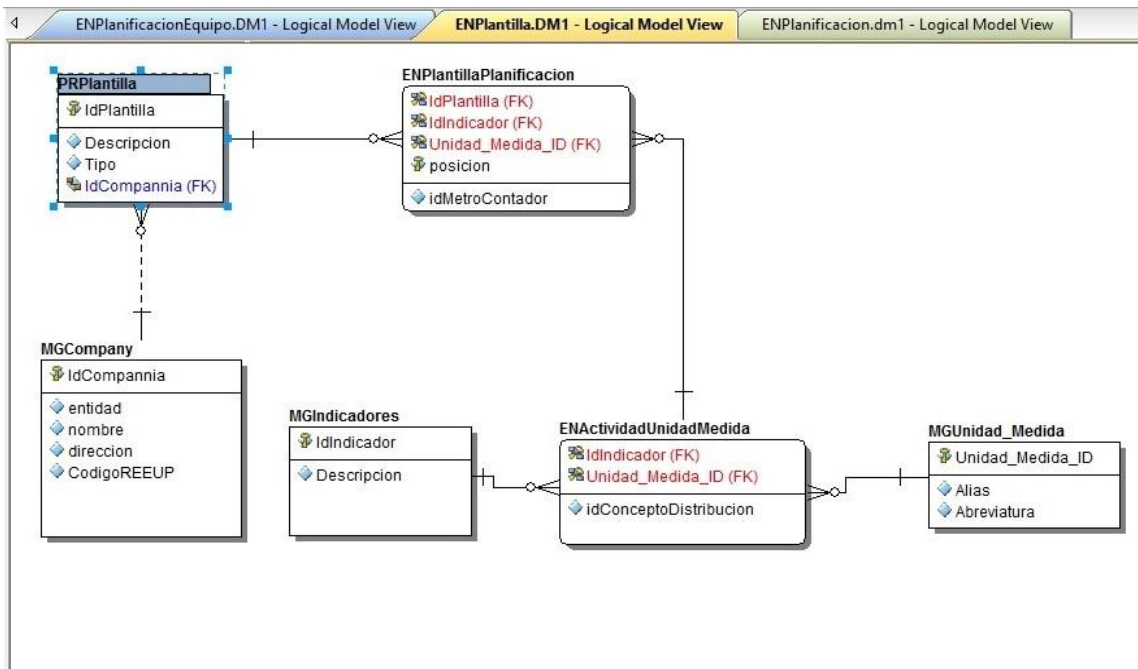 ENPlanificacionEquipo.DM1 - Logical Model View
ENPlantilla.DM1 - Logical Model View
ENPlanificacion.dm1 - Logical Model View
PRPlantilla
IdPlantilla
Descripcion
Tipo
IdCompannia (FK)
ENPlantillaPlanificacion
IdPlantilla (FK)
IdIndicador (FK)
Unidad_Medida_ID (FK)
posicion
idMetroContador
MGCompany
IdCompannia
entidad
nombre
direccion
CodigoREEUP
MGIndicadores
IdIndicador
Descripcion
ENActividadUnidadMedida
IdIndicador (FK)
Unidad_Medida_ID (FK)
idConceptoDistribucion
MGUnidad_Medida
Unidad_Medida_ID
Alias
Abreviatura